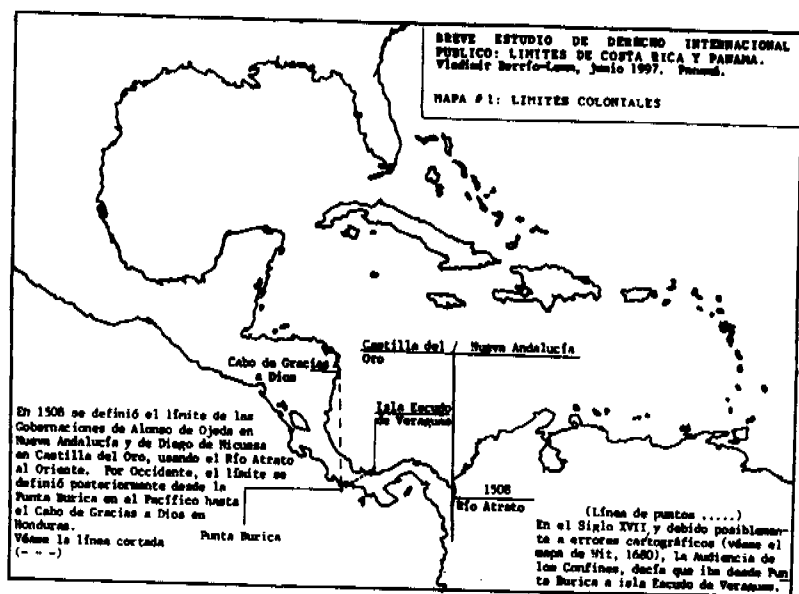 BREVE ESTUDIO DE DERECHO INTERNACIONAL
PUBLICO: LIMITES DE COSTA RICA Y PANAMA.
Vladimir Berrío-Lemm, junio 1997. Panamá.
MAPA #1: LIMITES COLONIALES
Castilla del
Oro
/ Nueva Andalucía
Cabo de Gracias
a Dios
Isla Escudo
de Veraguas
En 1508 se definió el límite de las
Gobernaciones de Alonso de Ojeda en
Nueva Andalucía y de Diego de Nicuesa
en Castilla del Oro, usando el Río Atrato
al Oriente. Por Occidente, el límite se
definió posteriormente desde la
Punta Burica en el Pacífico hasta
el Cabo de Gracias a Dios en
Honduras.
Véase la línea cortada
(- - -)
Punta Burica
1508
Río Atrato
(Línea de puntos .....)
En el Siglo XVII y debido posiblemen-
te a errores cartográficos (véase el
mapa de Wit, 1680), la Audiencia de
los Confines, decía que iba desde Pun
ta Burica a isla Escudo de Veraguas.